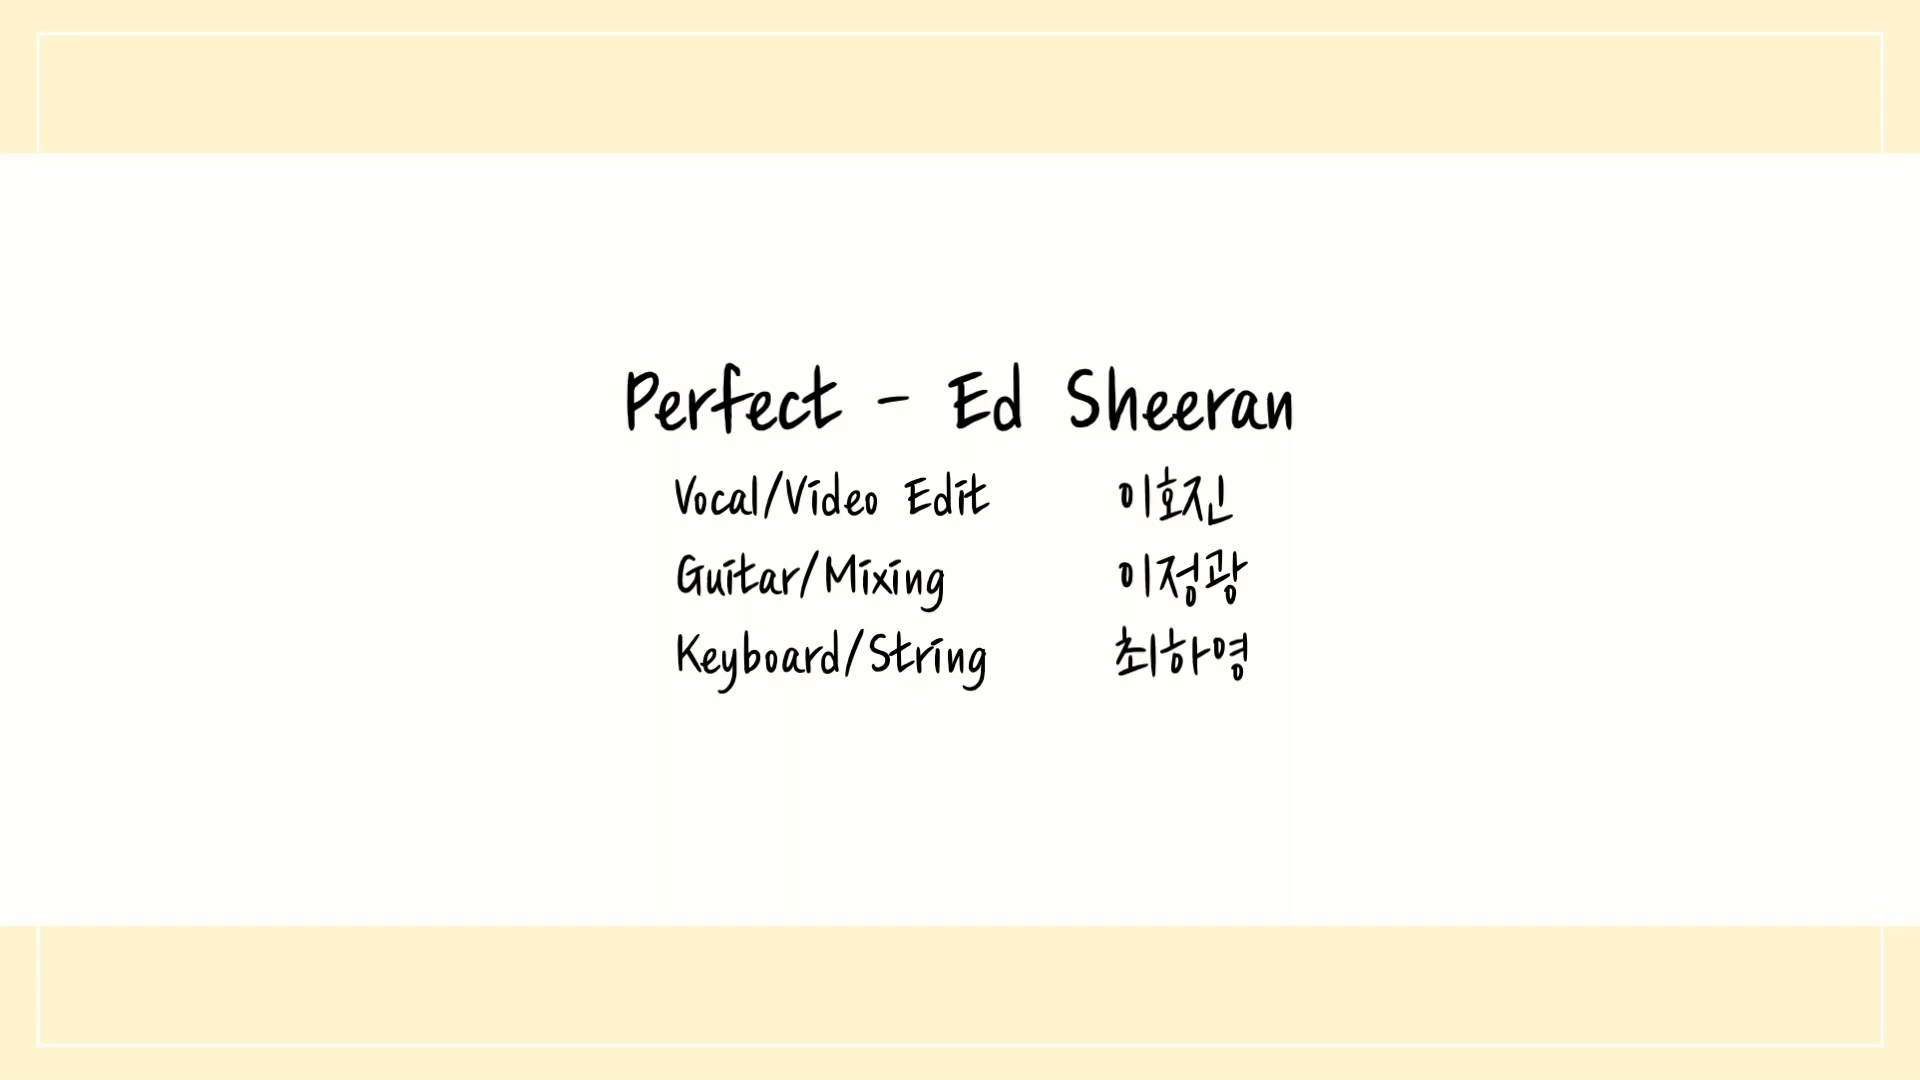 Perfect - Ed Sheeran
Vocal/Video Edit 이호진
Guitar/Mixing 이정광
Keyboard/String 최하영